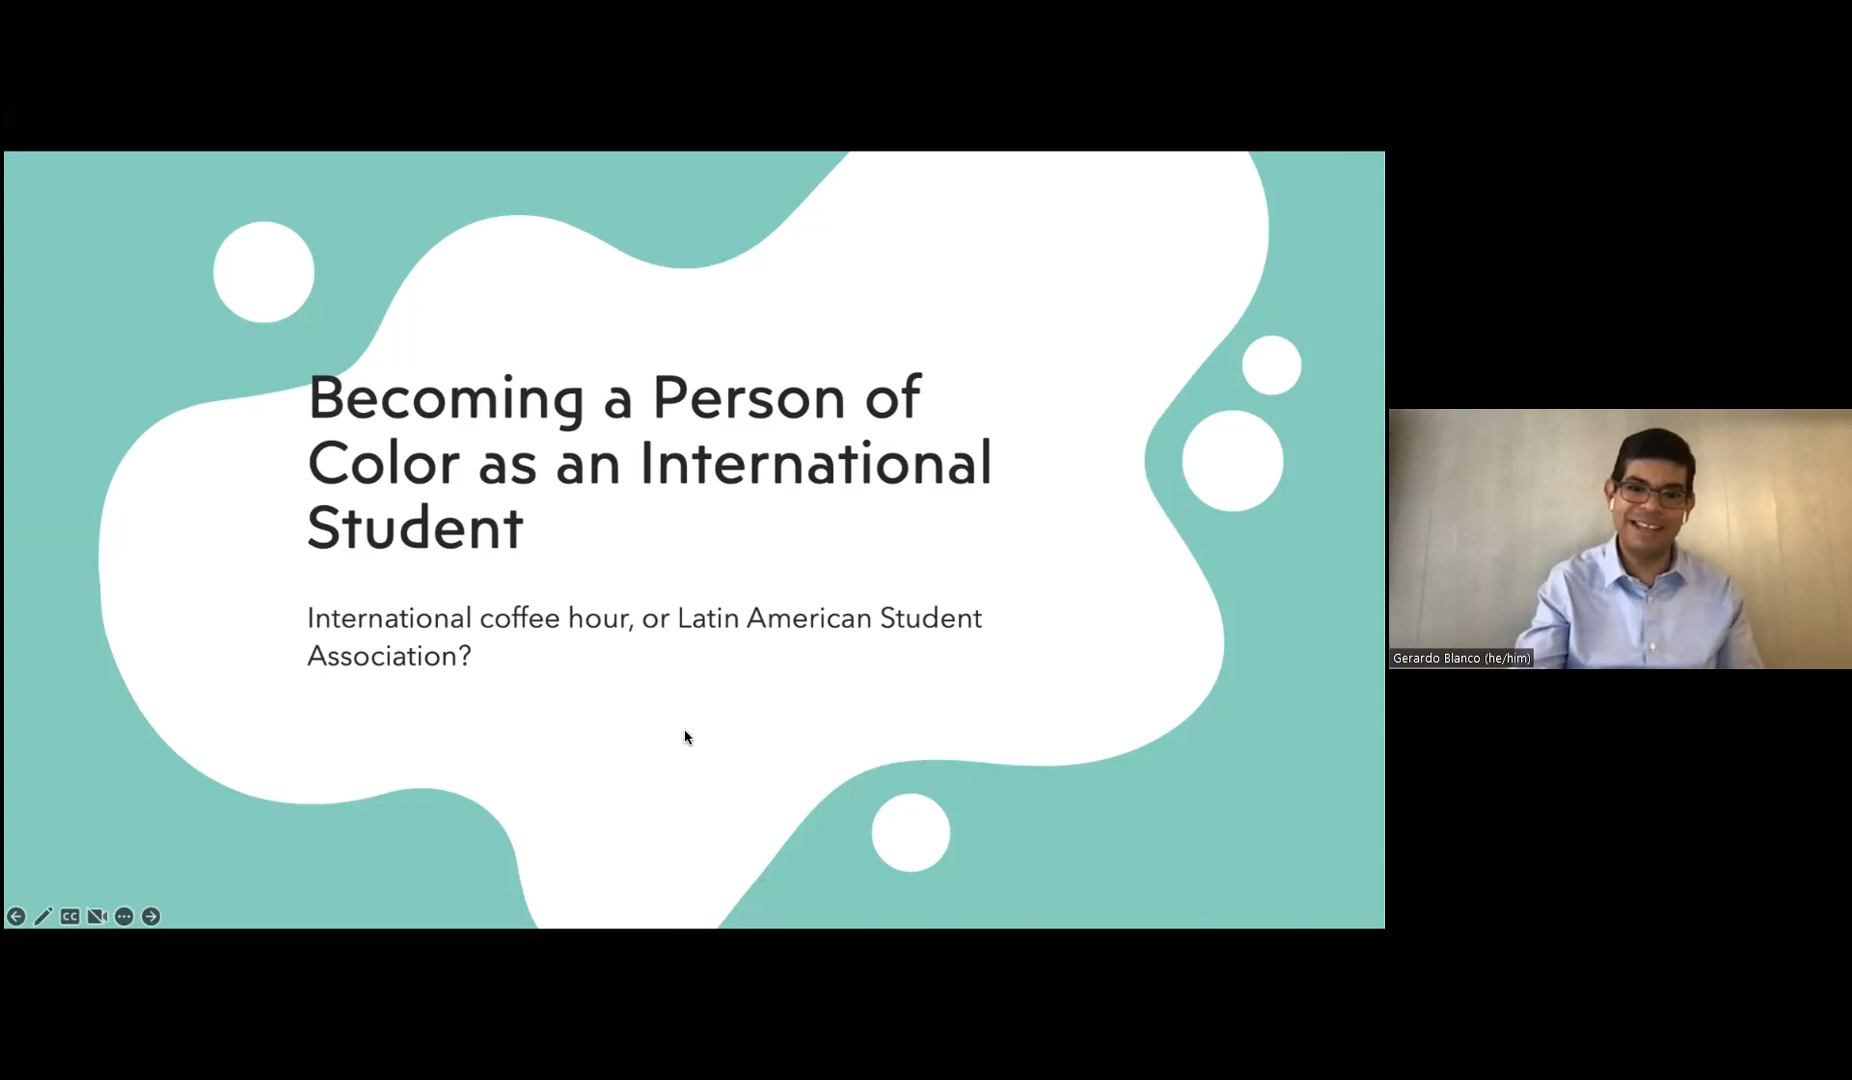 Becoming a Person of
Color as an International
Student
International coffee hour, or Latin American Student
Association?
Gerardo Blanco (he/him)
CC